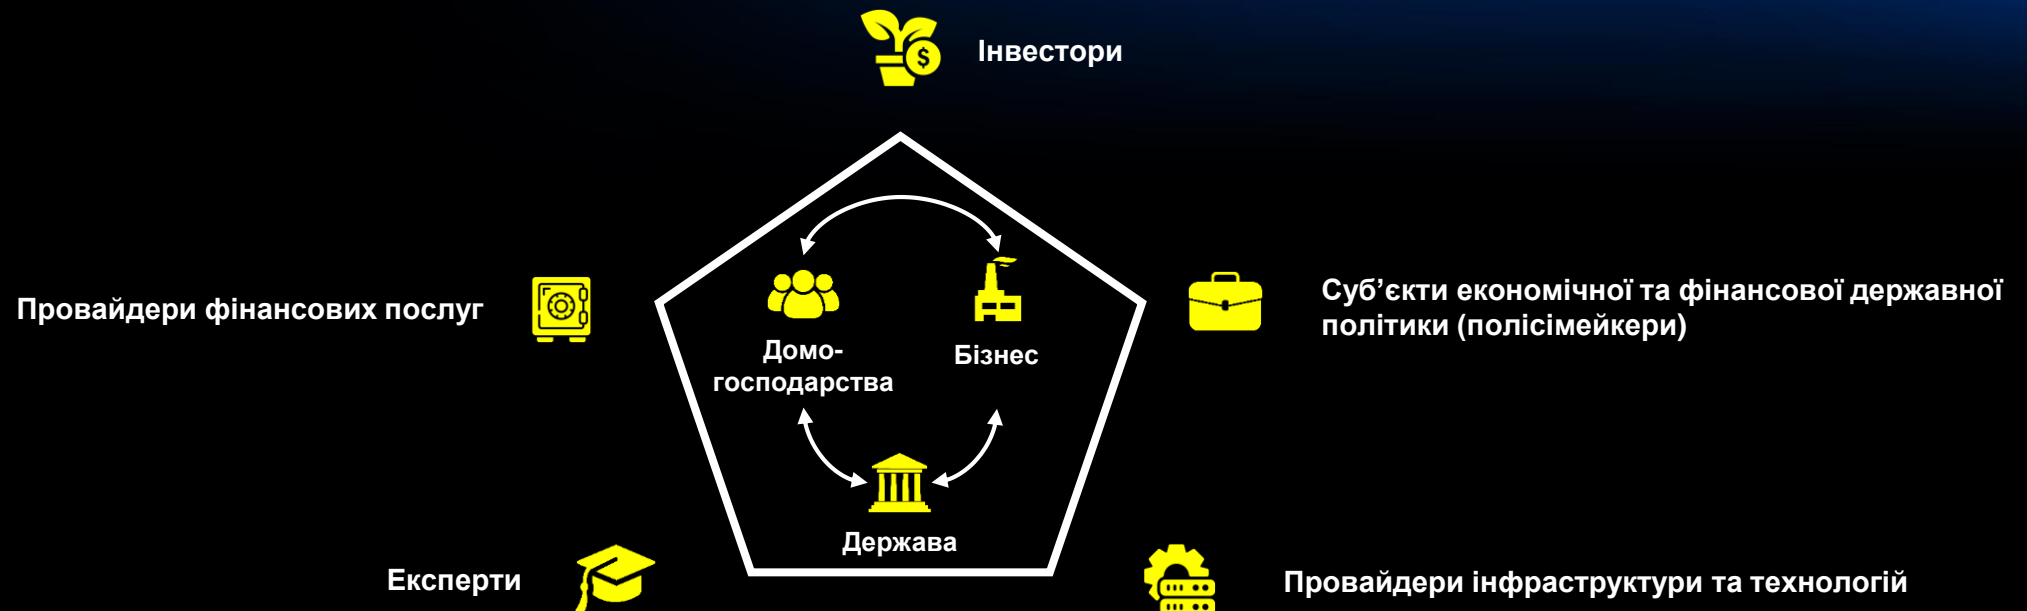 Інвестори
Провайдери фінансових послуг
Суб’єкти економічної та фінансової державної
політики (полісімейкери)
Домо-
господарства
Бізнес
Держава
Експерти
Провайдери інфраструктури та технологій
$